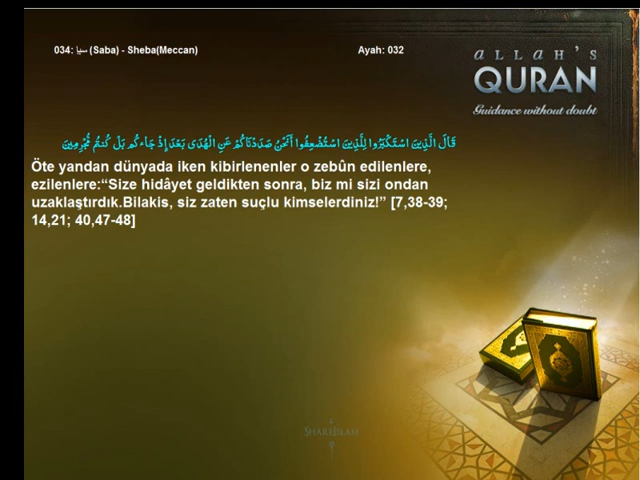 034: سبأ (Saba) - Sheba(Meccan) Ayah: 032
ALLAH'S
QURAN
Guidance without doubt
قَالَ الَّذِينَ اسْتَكْبَرُوا لِلَّذِينَ اسْتُضْعِفُوا أَنَحْنُ صَدَدْنَاكُمْ عَنِ الْهُدَى بَعْدَ إِذْ جَاءكُم بَلْ كُنتُم مُّجْرِمِينَ
Öte yandan dünyada iken kibirlenenler o zebûn edilenlere,
ezilenlere:“Size hidâyet geldikten sonra, biz mi sizi ondan
uzaklaştırdık.Bilakis, siz zaten suçlu kimselerdiniz!” [7,38-39;
14,21; 40,47-48]
SHAREISLAM